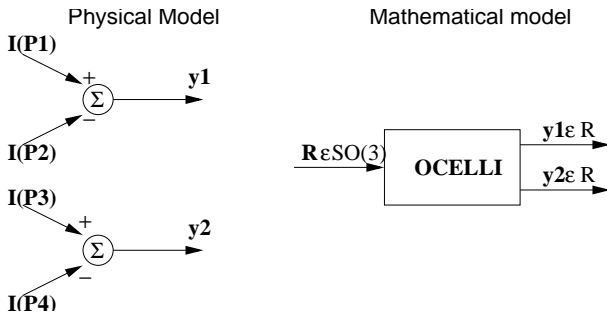 Physical Model
I(P1)
+
Σ
y1
−
I(P2)
I(P3)
+
Σ
y2
−
I(P4)
Mathematical model
RεSO(3)
OCELLI
y1ε R
y2ε R